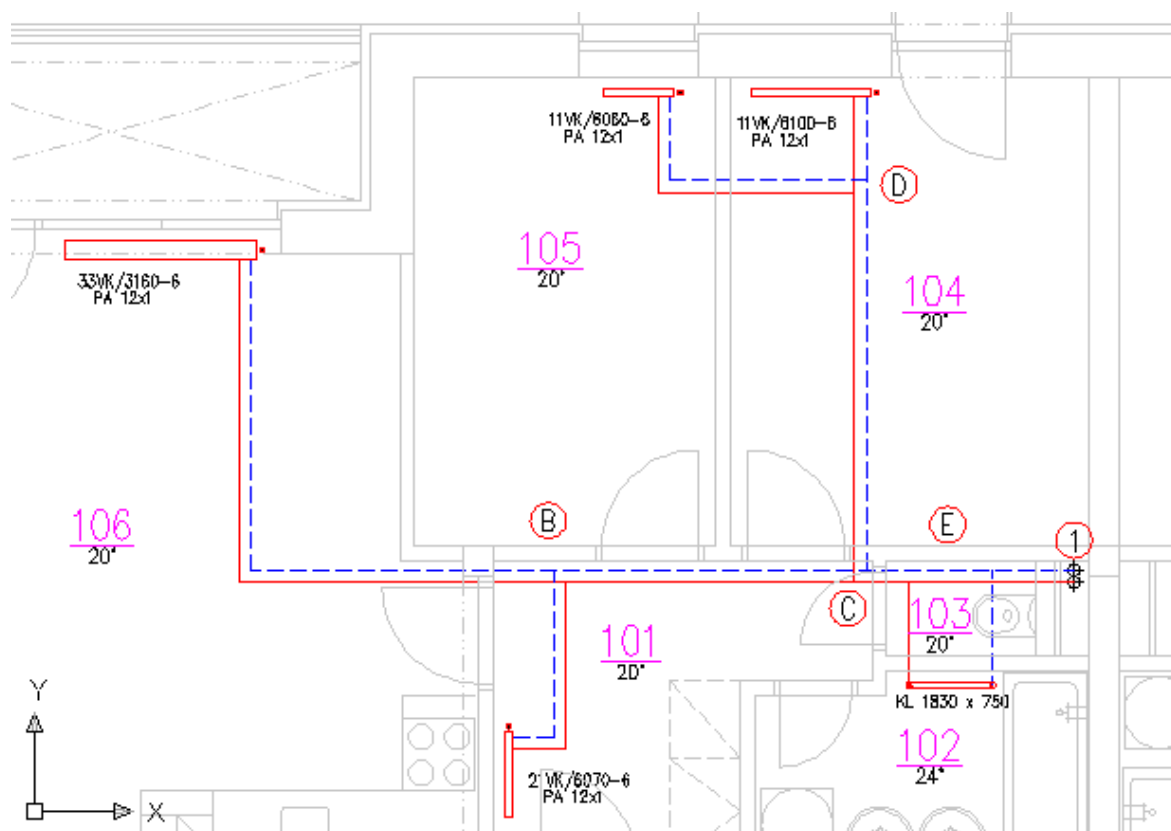 11VK/6060-6
PA 12x1
11VK/6100-6
PA 12x1
D
105
20°
33VK/3160-6
PA 12x1
104
20°
106
20°
B
E
1
C
103
20°
101
20°
KL 1830 x 750
102
24°
21VK/6070-6
PA 12x1
Y
X